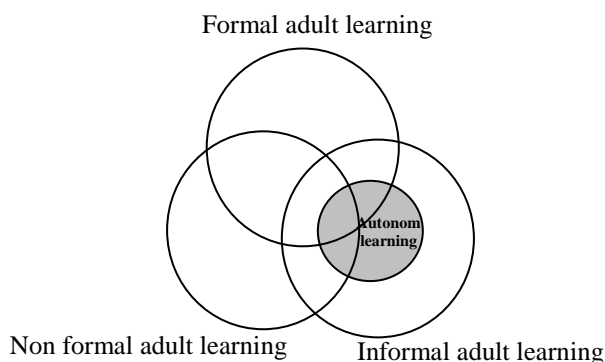 Formal adult learning
Autonom
learning
Non formal adult learning
Informal adult learning